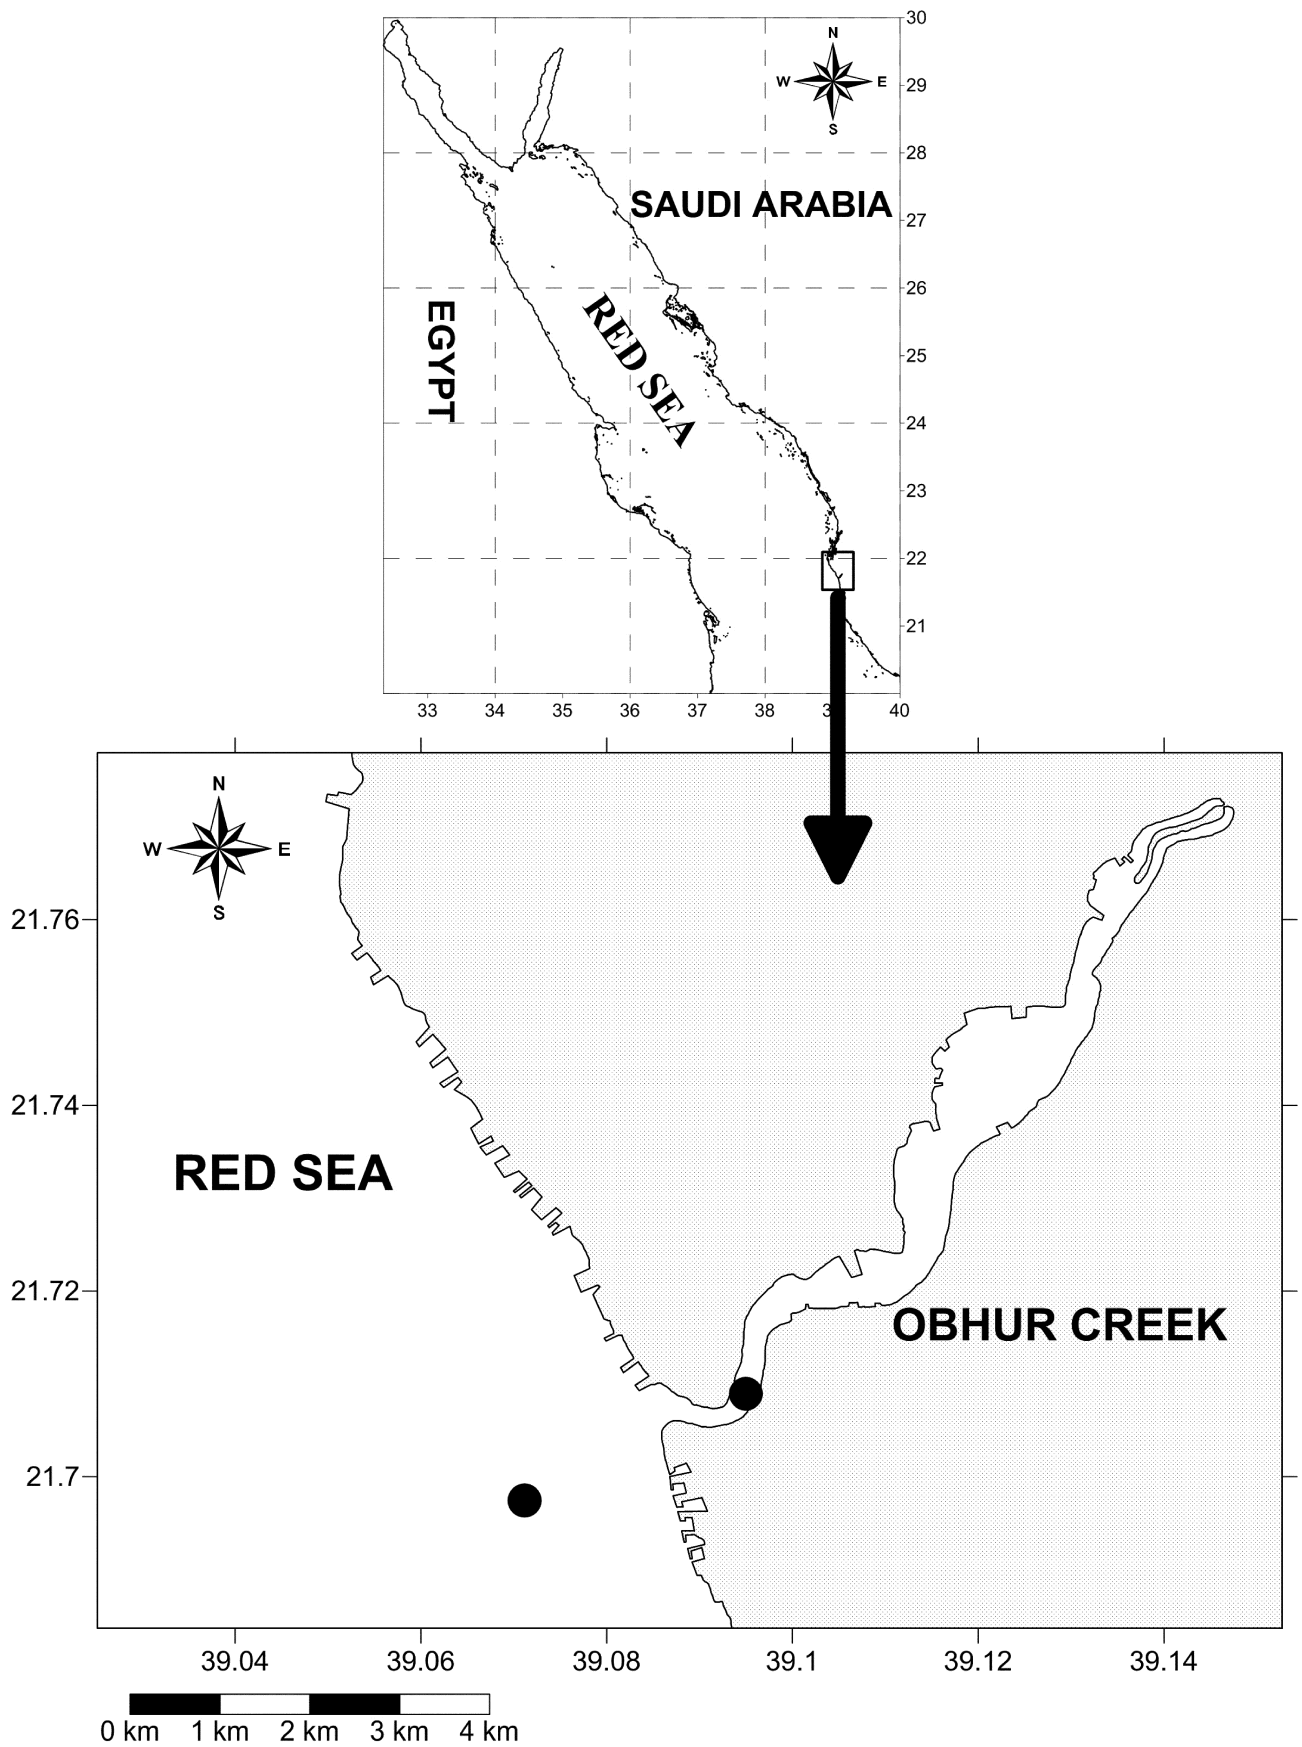 30
N
W E
S
29
28
SAUDI ARABIA
27
26
EGYPT
RED SEA
25
24
23
22
21
33 34 35 36 37 38 39 40
N
W E
S
21.76
21.74
RED SEA
21.72
OBHUR CREEK
21.7
39.04 39.06 39.08 39.1 39.12 39.14
0 km 1 km 2 km 3 km 4 km